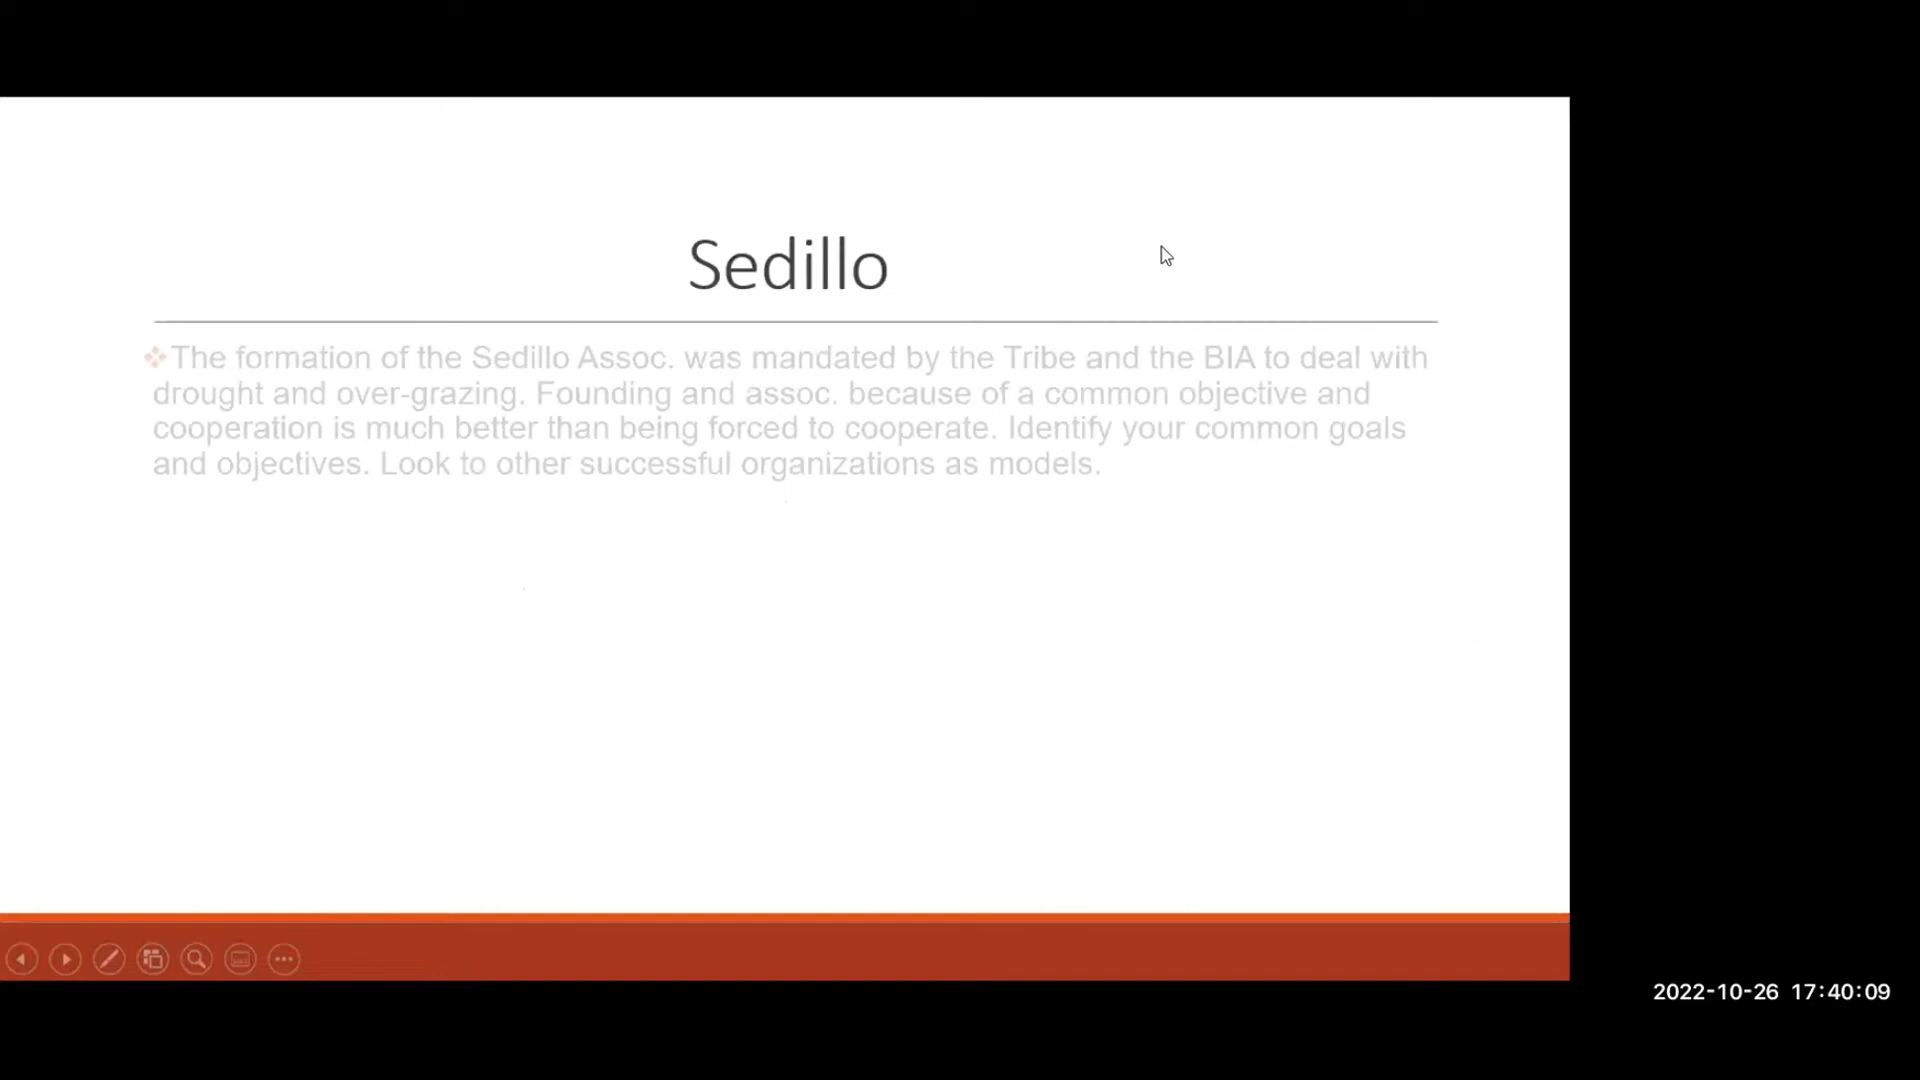 Sedillo
The formation of the Sedillo Assoc. was mandated by the Tribe and the BIA to deal with
drought and over-grazing. Founding and assoc. because of a common objective and
cooperation is much better than being forced to cooperate. Identify your common goals
and objectives. Look to other successful organizations as models.
2022-10-26 17:40:09